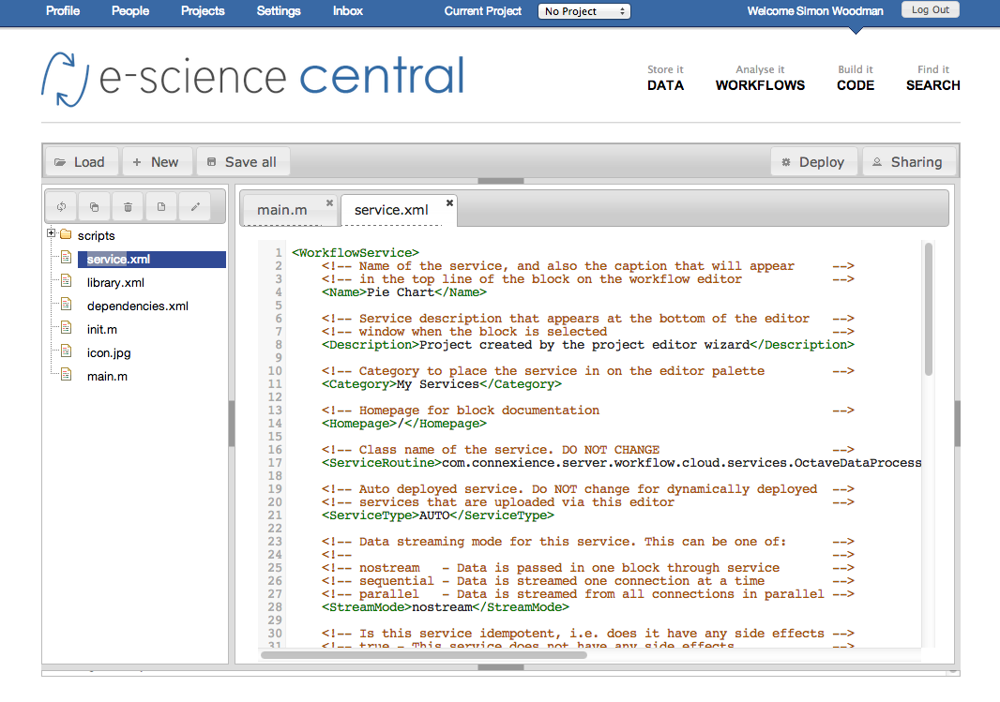 Profile People Projects Settings Inbox Current Project No Project Welcome Simon Woodman Log Out
e-science central
Store it Analyse it Build it Find it
DATA WORKFLOWS CODE SEARCH
Load + New Save all Deploy Sharing
main.m service.xml
scripts
service.xml
library.xml
dependencies.xml
init.m
icon.jpg
main.m
1 <WorkflowService>
2 <!-- Name of the service, and also the caption that will appear -->
3 <!-- in the top line of the block on the workflow editor -->
4 <Name>Pie Chart</Name>
5
6 <!-- Service description that appears at the bottom of the editor -->
7 <!-- window when the block is selected -->
8 <Description>Project created by the project editor wizard</Description>
9
10 <!-- Category to place the service in on the editor palette -->
11 <Category>My Services</Category>
12
13 <!-- Homepage for block documentation -->
14 <Homepage>/</Homepage>
15
16 <!-- Class name of the service. DO NOT CHANGE -->
17 <ServiceRoutine>com.connexience.server.workflow.cloud.services.OctaveDataProcess
18
19 <!-- Auto deployed service. Do NOT change for dynamically deployed -->
20 <!-- services that are uploaded via this editor -->
21 <ServiceType>AUTO</ServiceType>
22
23 <!-- Data streaming mode for this service. This can be one of: -->
24 <!-- -->
25 <!-- nostream - Data is passed in one block through service -->
26 <!-- sequential - Data is streamed one connection at a time -->
27 <!-- parallel - Data is streamed from all connections in parallel -->
28 <StreamMode>nostream</StreamMode>
29
30 <!-- Is this service idempotent, i.e. does it have any side effects -->
31 <!-- true - This service does not have any side effects -->